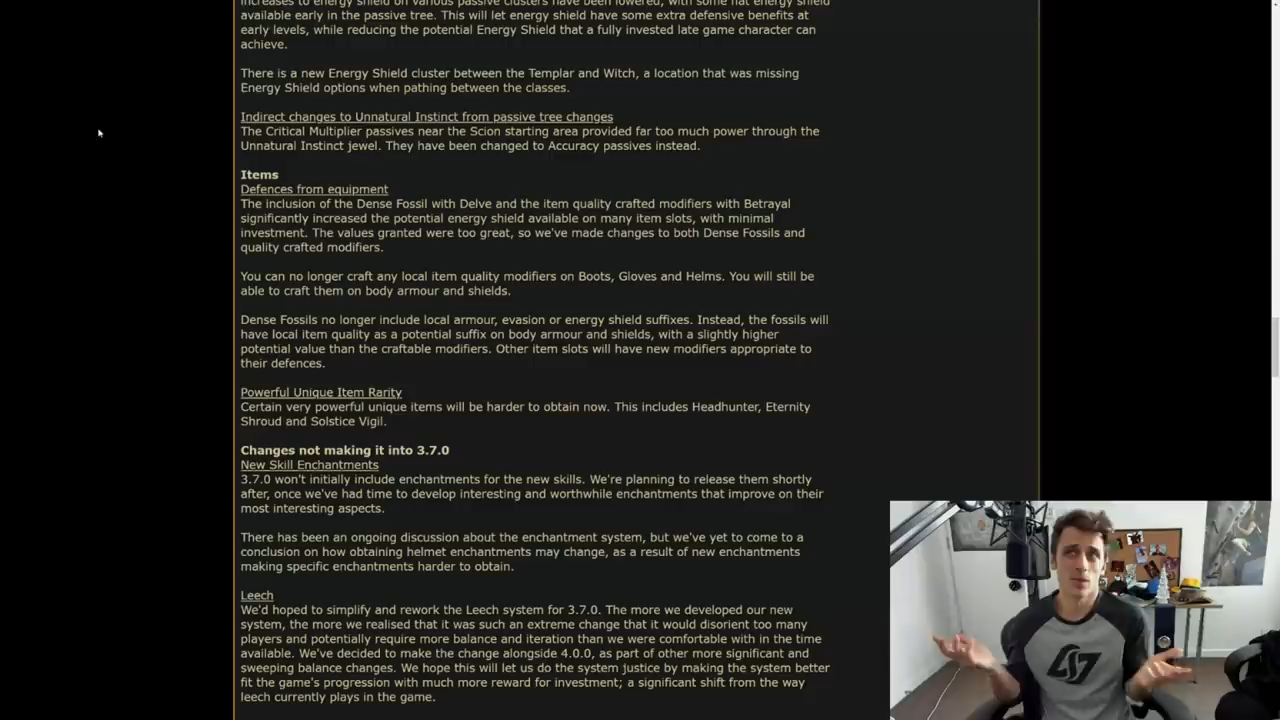 increases to energy shield on various passive clusters have been lowered, with some flat energy shield
available early in the passive tree. This will let energy shield have some extra defensive benefits at
early levels, while reducing the potential Energy Shield that a fully invested late game character can
achieve.
There is a new Energy Shield cluster between the Templar and Witch, a location that was missing
Energy Shield options when pathing between the classes.
Indirect changes to Unnatural Instinct from passive tree changes
The Critical Multiplier passives near the Scion starting area provided far too much power through the
Unnatural Instinct jewel. They have been changed to Accuracy passives instead.
Items
Defences from equipment
The inclusion of the Dense Fossil with Delve and the item quality crafted modifiers with Betrayal
significantly increased the potential energy shield available on many item slots, with minimal
investment. The values granted were too great, so we've made changes to both Dense Fossils and
quality crafted modifiers.
You can no longer craft any local item quality modifiers on Boots, Gloves and Helms. You will still be
able to craft them on body armour and shields.
Dense Fossils no longer include local armour, evasion or energy shield suffixes. Instead, the fossils will
have local item quality as a potential suffix on body armour and shields, with a slightly higher
potential value than the craftable modifiers. Other item slots will have new modifiers appropriate to
their defences.
Powerful Unique Item Rarity
Certain very powerful unique items will be harder to obtain now. This includes Headhunter, Eternity
Shroud and Solstice Vigil.
Changes not making it into 3.7.0
New Skill Enchantments
3.7.0 won't initially include enchantments for the new skills. We're planning to release them shortly
after, once we've had time to develop interesting and worthwhile enchantments that improve on their
most interesting aspects.
There has been an ongoing discussion about the enchantment system, but we've yet to come to a
conclusion on how obtaining helmet enchantments may change, as a result of new enchantments
making specific enchantments harder to obtain.
Leech
We'd hoped to simplify and rework the Leech system for 3.7.0. The more we developed our new
system, the more we realised that it was such an extreme change that it would disorient too many
players and potentially require more balance and iteration than we were comfortable with in the time
available. We've decided to make the change alongside 4.0.0, as part of other more significant and
sweeping balance changes. We hope this will let us do the system justice by making the system better
fit the game's progression with much more reward for investment; a significant shift from the way
leech currently plays in the game.